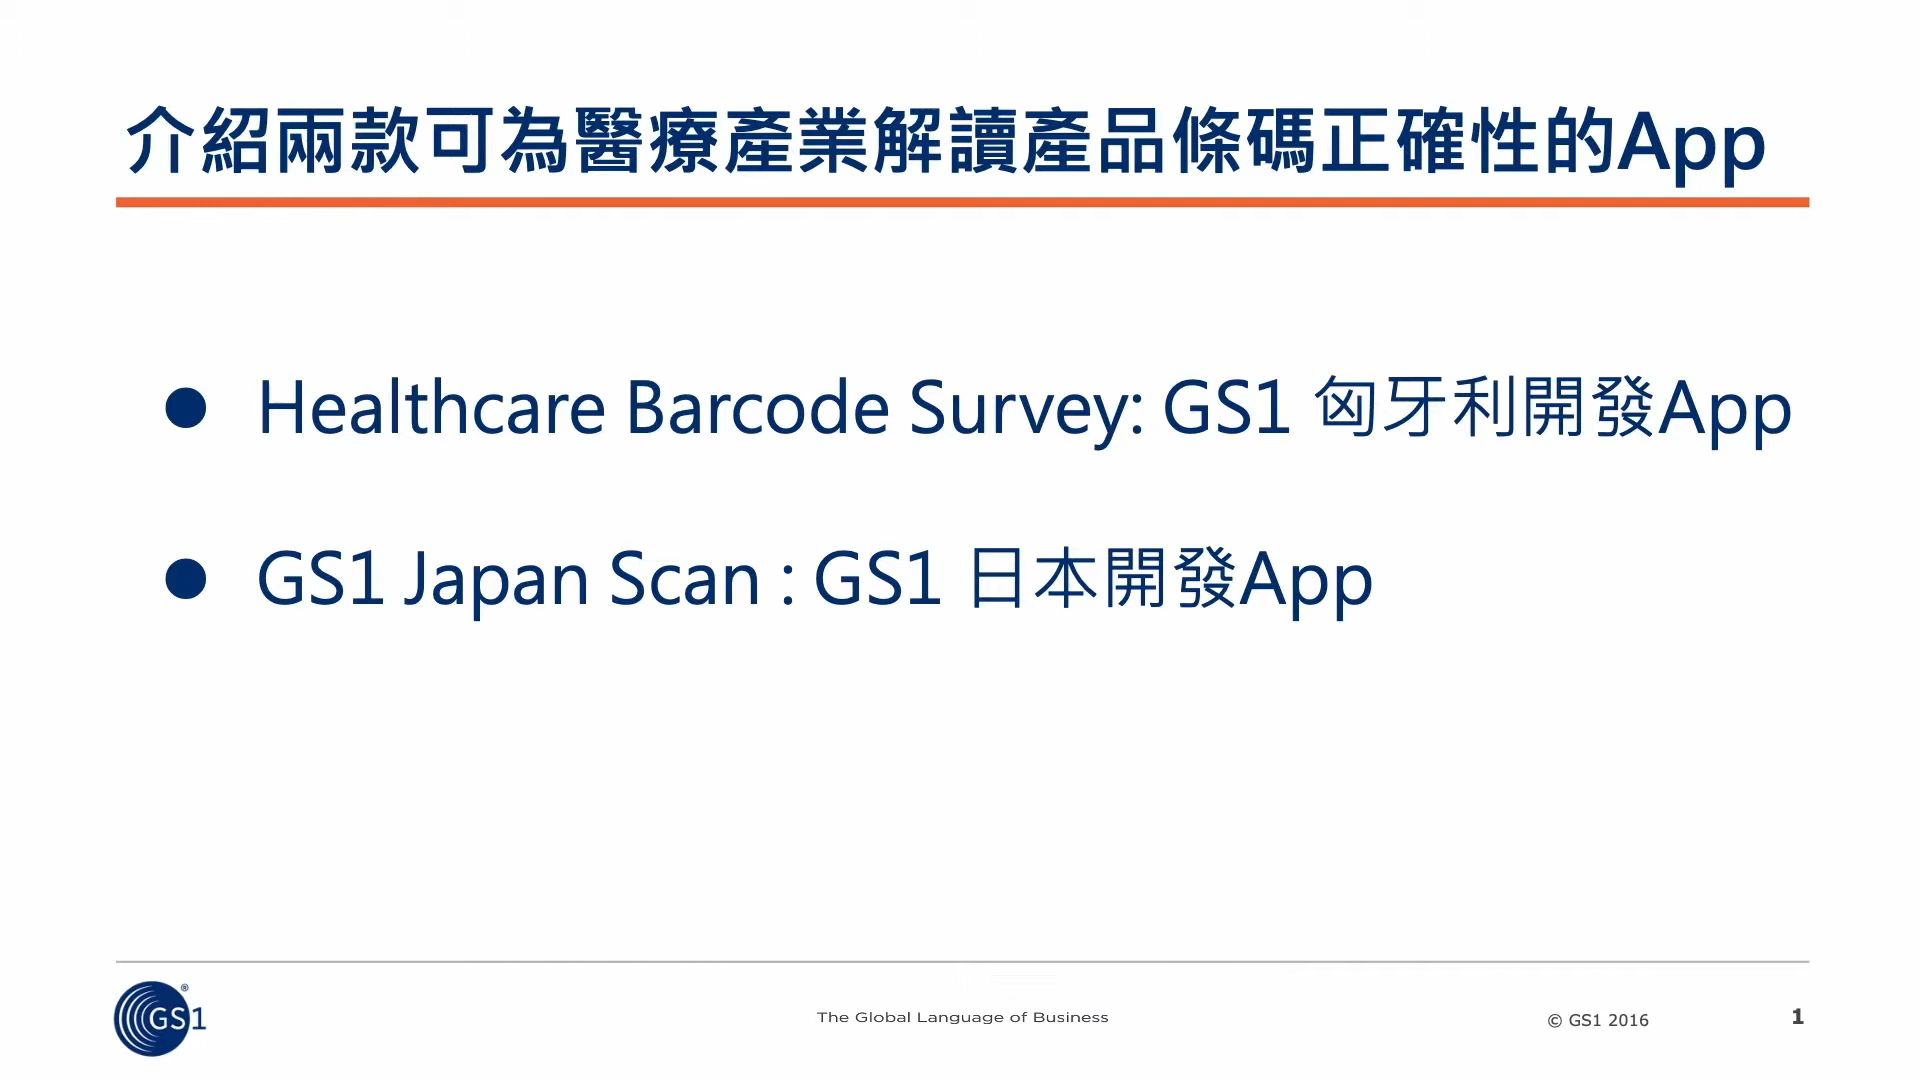 介紹兩款可為醫療產業解讀產品條碼正確性的App
● Healthcare Barcode Survey: GS1 匈牙利開發App
● GS1 Japan Scan : GS1 日本開發App
GS1®
The Global Language of Business
© GS1 2016
1